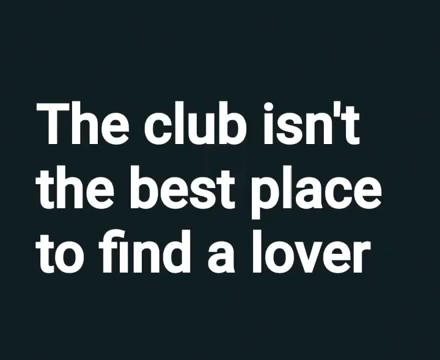 The club isn't
the best place
to find a lover